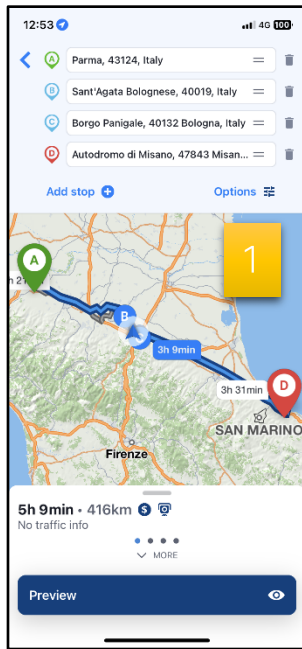 12:53
4G 100
A Parma, 43124, Italy
B Sant'Agata Bolognese, 40019, Italy
C Borgo Panigale, 40132 Bologna, Italy
D Autodromo di Misano, 47843 Misan...
Add stop
Options
1
A
B
3h 9min
3h 31min
D
SAN MARINO
Firenze
5h 9min • 416km $
No traffic info
MORE
Preview